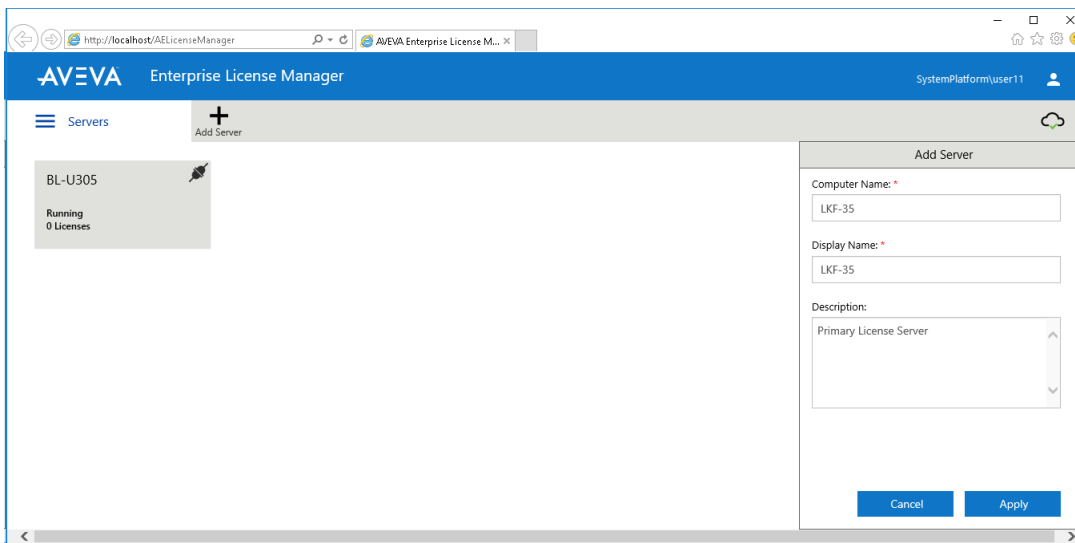 http://localhost/AELicenseManager
AVEVA Enterprise License M...
AVEVA Enterprise License Manager
SystemPlatform\user11
Servers
Add Server
Add Server
BL-U305
Running
0 Licenses
Computer Name: *
LKF-35
Display Name: *
LKF-35
Description:
Primary License Server
Cancel
Apply